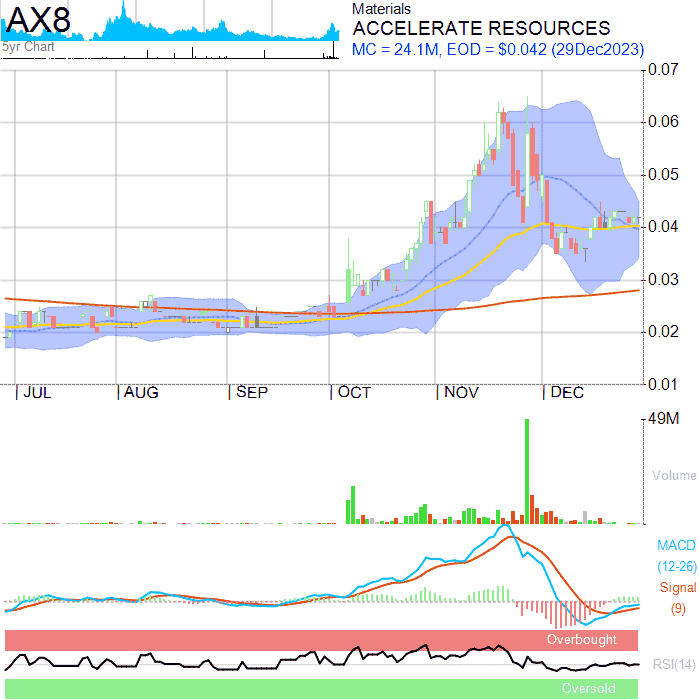 AX8
5yr Chart
Materials
ACCELERATE RESOURCES
MC = 24.1M, EOD = $0.042 (29Dec2023)
0.07
0.06
0.05
0.04
0.03
0.02
0.01
JUL AUG SEP OCT NOV DEC
49M
Volume
MACD
(12-26)
Signal
(9)
Overbought
RSI(14)
Oversold